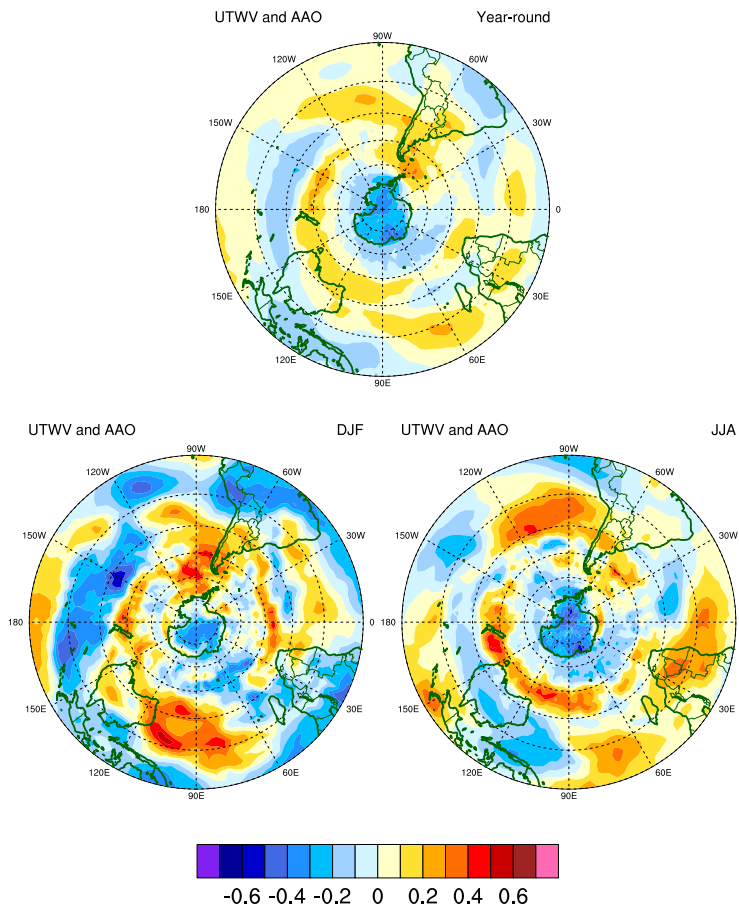 UTWV and AAO Year-round
90W
120W 60W
150W 30W
180 0
150E 30E
120E 60E
90E
UTWV and AAO DJF
90W
120W 60W
150W 30W
180 0
150E 30E
120E 60E
90E
UTWV and AAO JJA
90W
120W 60W
150W 30W
180 0
150E 30E
120E 60E
90E
-0.6 -0.4 -0.2 0 0.2 0.4 0.6